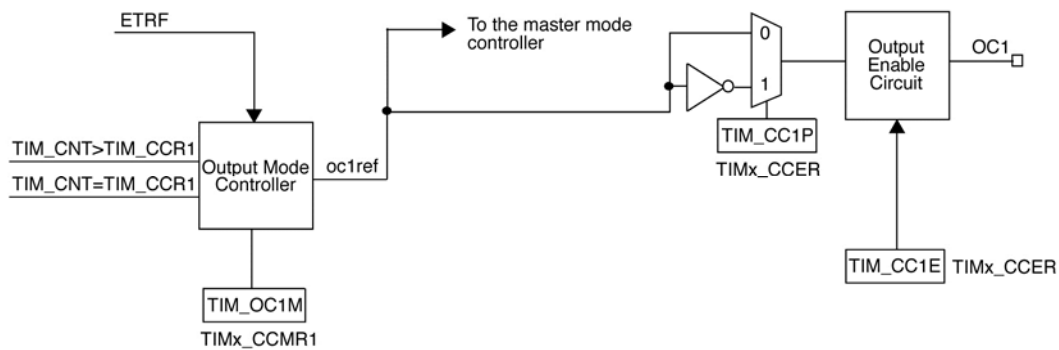 ETRF
To the master mode
controller
0
1
Output
Enable
Circuit
OC1
TIM_CNT>TIM_CCR1
TIM_CNT=TIM_CCR1
Output Mode
Controller
oc1ref
TIM_CC1P
TIMx_CCER
TIM_OC1M
TIMx_CCMR1
TIM_CC1E
TIMx_CCER